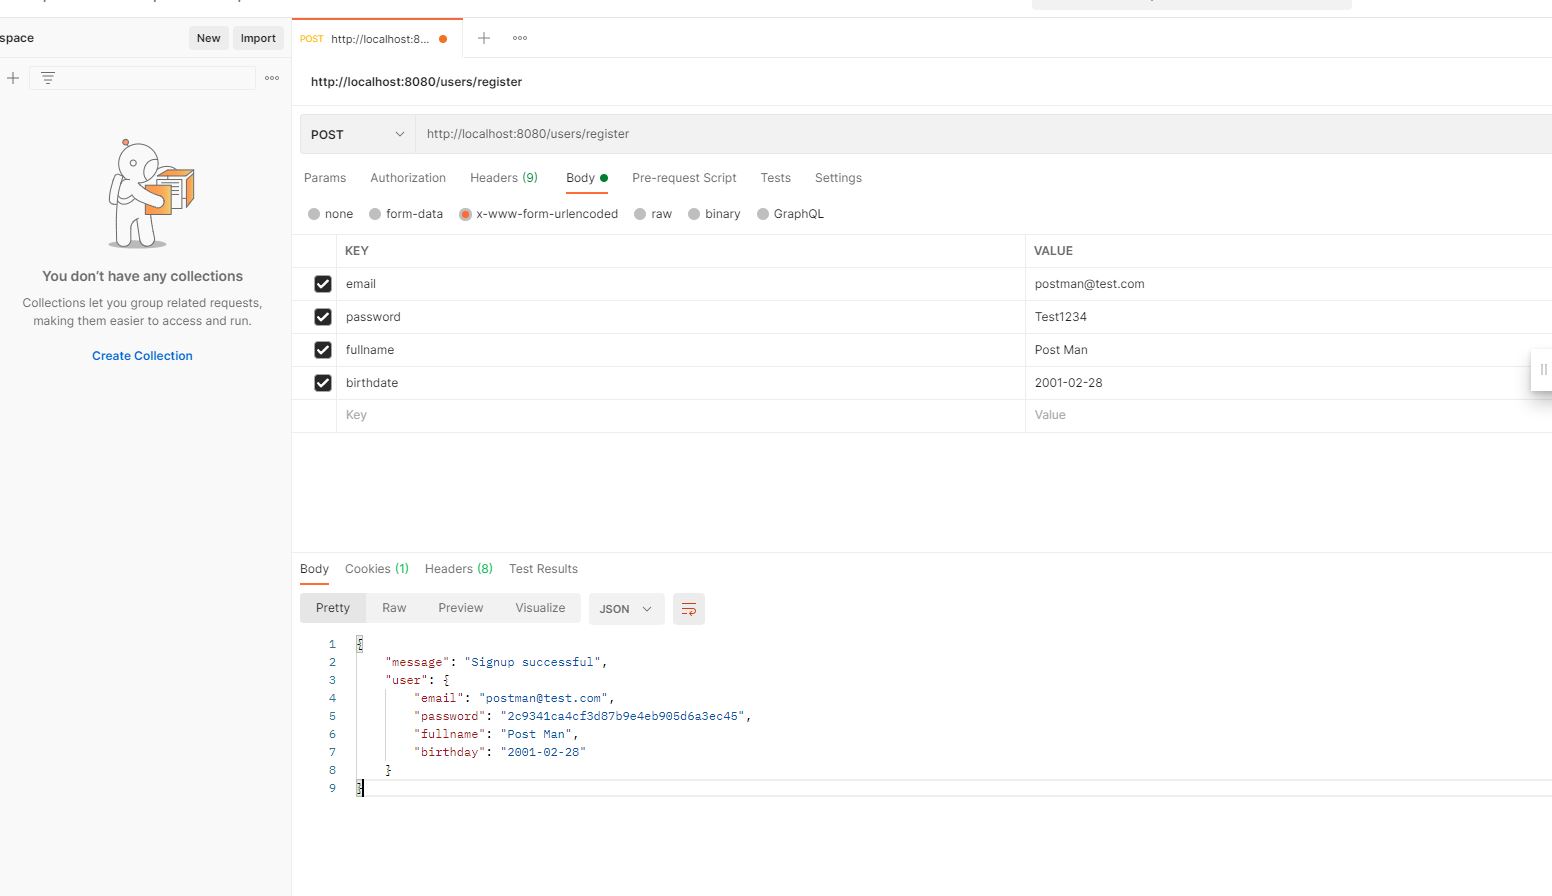 space
New
Import
POST http://localhost:8...
http://localhost:8080/users/register
POST
http://localhost:8080/users/register
Params Authorization Headers (9) Body Pre-request Script Tests Settings
none form-data x-www-form-urlencoded raw binary GraphQL
KEY VALUE
email postman@test.com
password Test1234
fullname Post Man
birthdate 2001-02-28
Key Value
You don't have any collections
Collections let you group related requests,
making them easier to access and run.
Create Collection
Body Cookies (1) Headers (8) Test Results
Pretty Raw Preview Visualize JSON
1 {
2 "message": "Signup successful",
3 "user": {
4 "email": "postman@test.com",
5 "password": "2c9341ca4cf3d87b9e4eb905d6a3ec45",
6 "fullname": "Post Man",
7 "birthday": "2001-02-28"
8 }
9 }